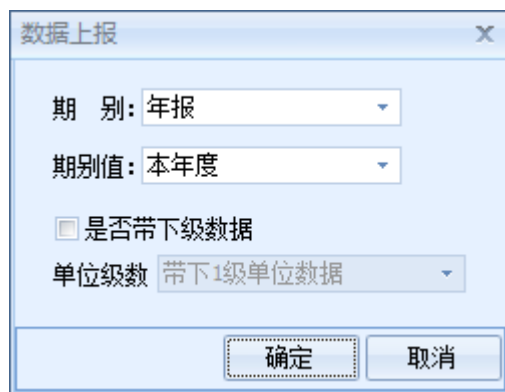 数据上报
期 别: 年报
期别值: 本年度
是否带下级数据
单位级数 带下1级单位数据
确定 取消